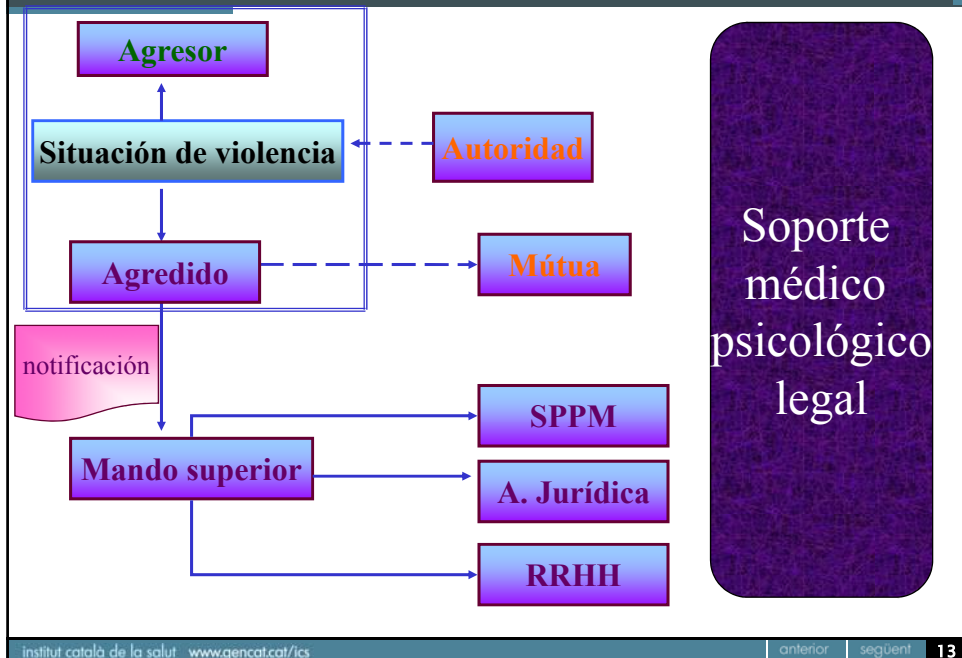 Agresor
Situación de violencia
Autoridad
Agredido
Mútua
notificación
Mando superior
SPPM
A. Jurídica
RRHH
Soporte
médico
psicológico
legal
institut català de la salut www.gencat.cat/ics
anterior següent 13